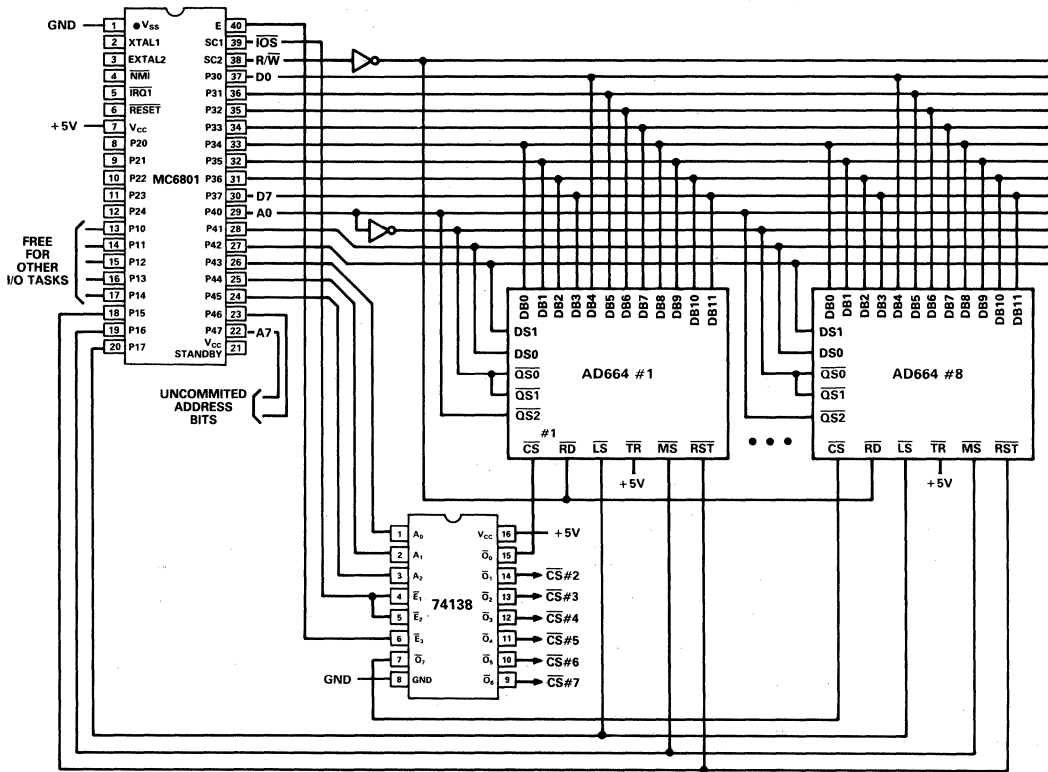 GND
1 ● VSS
2 XTAL1
3 EXTAL2
4 NMI
5 IRQ1
6 RESET
+5V
7 VCC
8 P20
9 P21
10 P22
11 P23
12 P24
13 P10
14 P11
15 P12
16 P13
17 P14
18 P15
19 P16
20 P17
MC6801
E 40
SC1 39 IOS
SC2 38 R/W
P30 37 D0
P31 36
P32 35
P33 34
P34 33
P35 32
P36 31
P37 30 D7
P40 29 A0
P41 28
P42 27
P43 26
P44 25
P45 24
P46 23
P47 22 A7
VCC STANDBY 21
FREE
FOR
OTHER
I/O TASKS
UNCOMMITED
ADDRESS
BITS
DB0 DB1 DB2 DB3 DB4 DB5 DB6 DB7 DB8 DB9 DB10 DB11
DS1
DS0
QS0
QS1
QS2
AD664 #1
#1
CS RD LS TR MS RST
+5V
DB0 DB1 DB2 DB3 DB4 DB5 DB6 DB7 DB8 DB9 DB10 DB11
DS1
DS0
QS0
QS1
QS2
AD664 #8
CS RD LS TR MS RST
+5V
1 A0
2 A1
3 A2
4 E1
5 E2
6 E3
7 O7
GND
8 GND
74138
VCC 16 +5V
O0 15
O1 14 CS#2
O2 13 CS#3
O3 12 CS#4
O4 11 CS#5
O5 10 CS#6
O6 9 CS#7